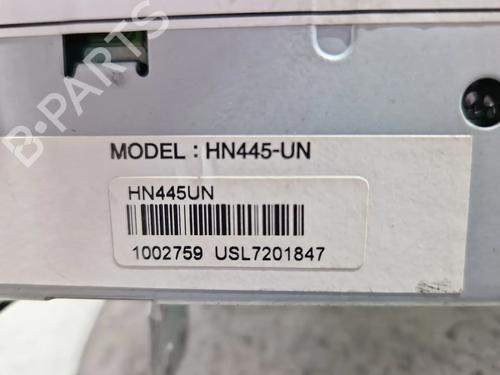 B-PARTS
MODEL : HN445-UN
HN445UN
1002759 USL7201847